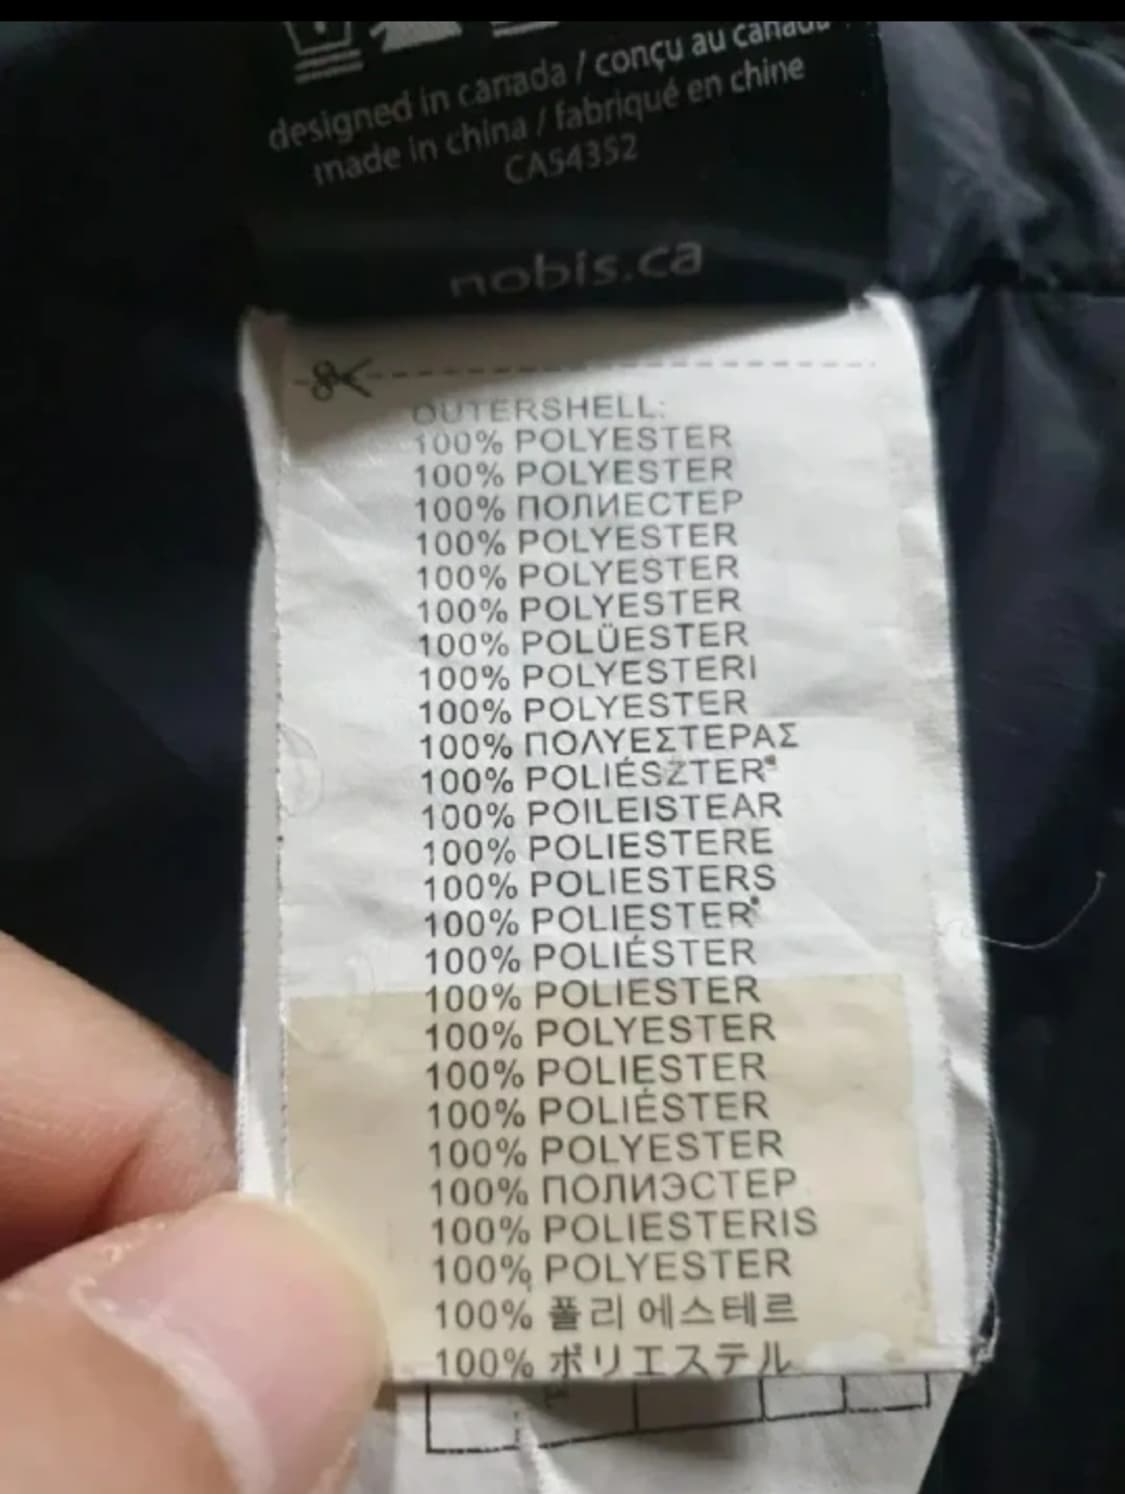 designed in canada / conçu au canada
made in china / fabriqué en chine
CA54352
nobis.ca
OUTERSHELL:
100% POLYESTER
100% POLYESTER
100% ПОЛИЕСТЕР
100% POLYESTER
100% POLYESTER
100% POLYESTER
100% POLÜESTER
100% POLYESTERI
100% POLYESTER
100% ΠΟΛΥΕΣΤΕΡΑΣ
100% POLIÉSZTER
100% POILEISTEAR
100% POLIESTERE
100% POLIESTERS
100% POLIESTER
100% POLIÉSTER
100% POLIESTER
100% POLYESTER
100% POLIESTER
100% POLIÉSTER
100% POLYESTER
100% ПОЛИЭСТЕР
100% POLIESTERIS
100% POLYESTER
100% 폴리 에스테르
100% ポリエステル